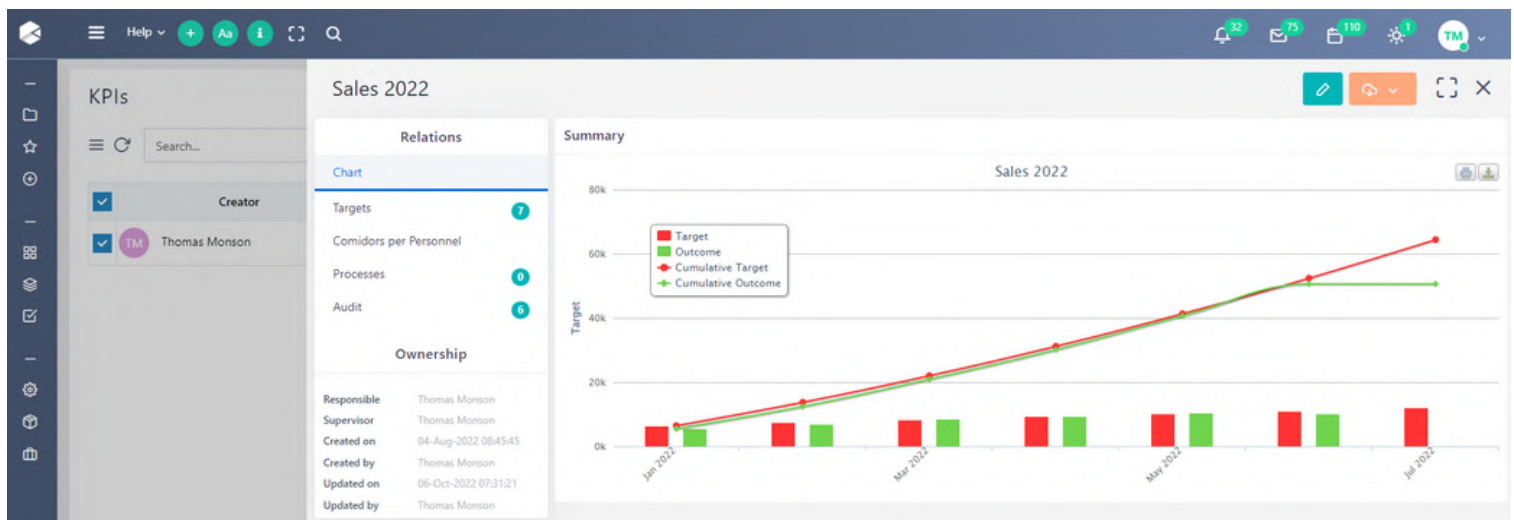 Help
Aa
i
32
75
110
1
TM
KPIs
Search...
Creator
TM Thomas Monson
Sales 2022
Relations
Chart
Targets 7
Comidors per Personnel
Processes 0
Audit 6
Ownership
Responsible Thomas Monson
Supervisor Thomas Monson
Created on 04-Aug-2022 08:45:45
Created by Thomas Monson
Updated on 06-Oct-2022 07:31:21
Updated by Thomas Monson
Summary
Sales 2022
80k
60k
40k
20k
0k
Target
Target
Outcome
Cumulative Target
Cumulative Outcome
Jan 2022
Mar 2022
May 2022
Jul 2022